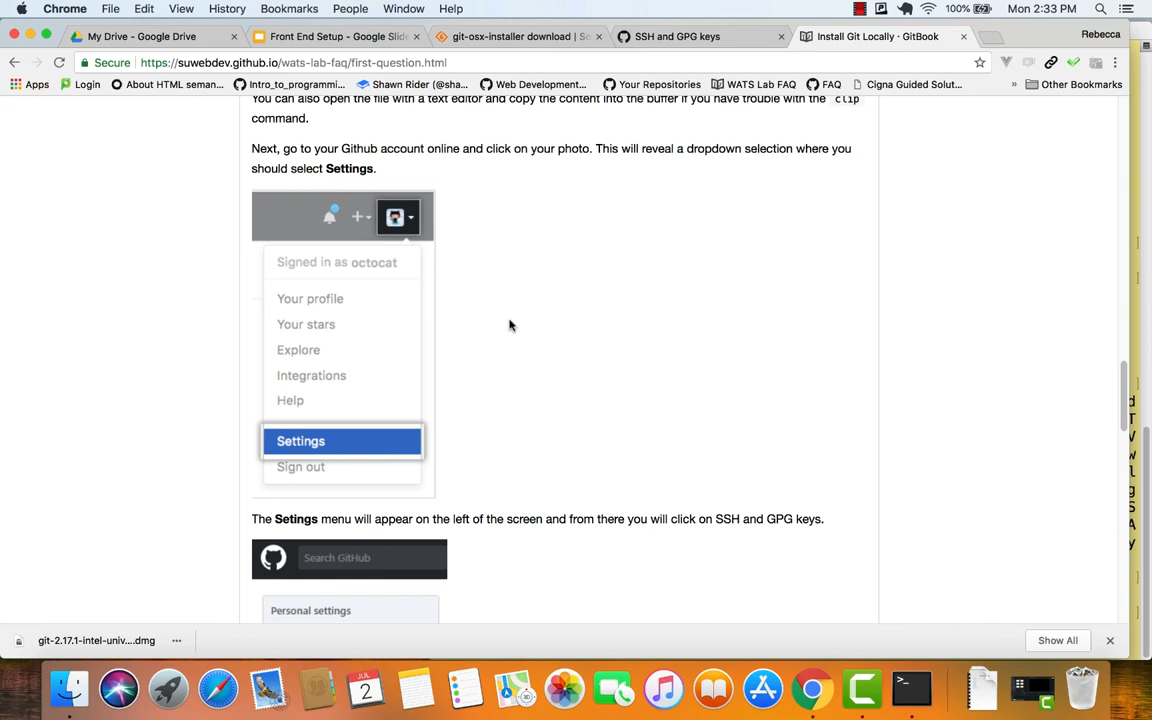 Chrome File Edit View History Bookmarks People Window Help 100% Mon 2:33 PM
My Drive - Google Drive × Front End Setup - Google Slide × git-osx-installer download | So × SSH and GPG keys × Install Git Locally · GitBook × Rebecca
Secure https://suwebdev.github.io/wats-lab-faq/first-question.html
Apps Login About HTML seman... Intro_to_programmi... Shawn Rider (@sha... Web Development... Your Repositories WATS Lab FAQ FAQ Cigna Guided Solut... » Other Bookmarks
You can also open the file with a text editor and copy the content into the buffer if you have trouble with the clip
command.
Next, go to your Github account online and click on your photo. This will reveal a dropdown selection where you
should select Settings.
Signed in as octocat
Your profile
Your stars
Explore
Integrations
Help
Settings
Sign out
The Setings menu will appear on the left of the screen and from there you will click on SSH and GPG keys.
Search GitHub
Personal settings
git-2.17.1-intel-univ....dmg Show All
JUL
2